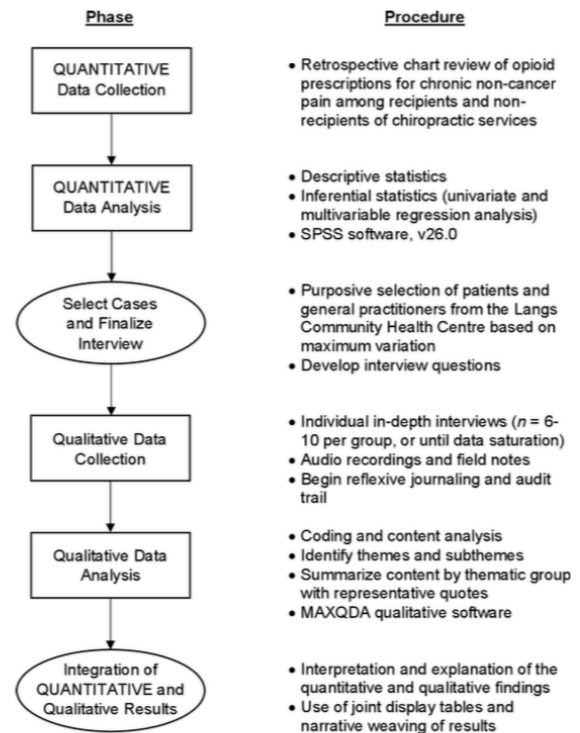 Phase
Procedure
QUANTITATIVE
Data Collection
• Retrospective chart review of opioid
prescriptions for chronic non-cancer
pain among recipients and non-
recipients of chiropractic services
QUANTITATIVE
Data Analysis
• Descriptive statistics
• Inferential statistics (univariate and
multivariable regression analysis)
• SPSS software, v26.0
Select Cases
and Finalize
Interview
• Purposive selection of patients and
general practitioners from the Langs
Community Health Centre based on
maximum variation
• Develop interview questions
Qualitative Data
Collection
• Individual in-depth interviews (n = 6-
10 per group, or until data saturation)
• Audio recordings and field notes
• Begin reflexive journaling and audit
trail
Qualitative Data
Analysis
• Coding and content analysis
• Identify themes and subthemes
• Summarize content by thematic group
with representative quotes
• MAXQDA qualitative software
Integration of
QUANTITATIVE and
Qualitative Results
• Interpretation and explanation of the
quantitative and qualitative findings
• Use of joint display tables and
narrative weaving of results